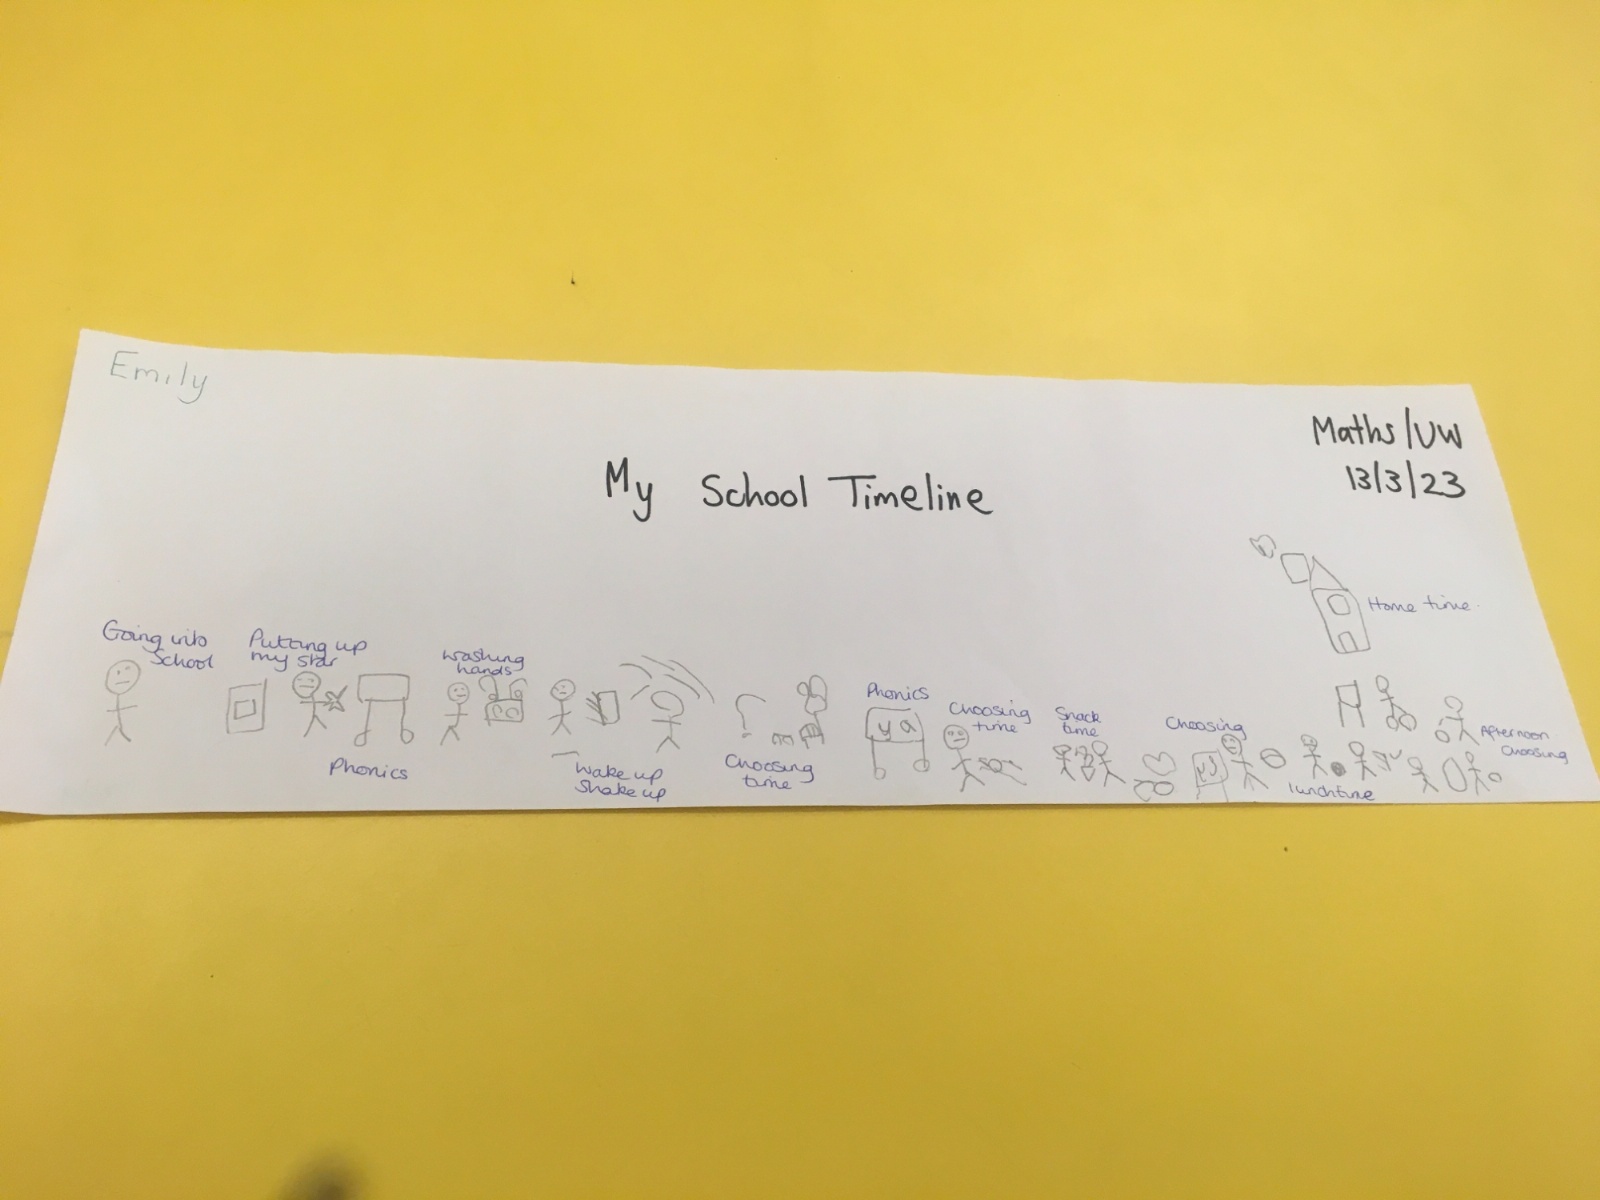 Emily
Maths/UW
13/3/23
My School Timeline
Going into
School
Putting up
my star
Phonics
washing
hands
Wake up
Shake up
Choosing
time
Phonics
ya
Choosing
time
Snack
time
Choosing
lunchtime
Afternoon
Choosing
Home time.